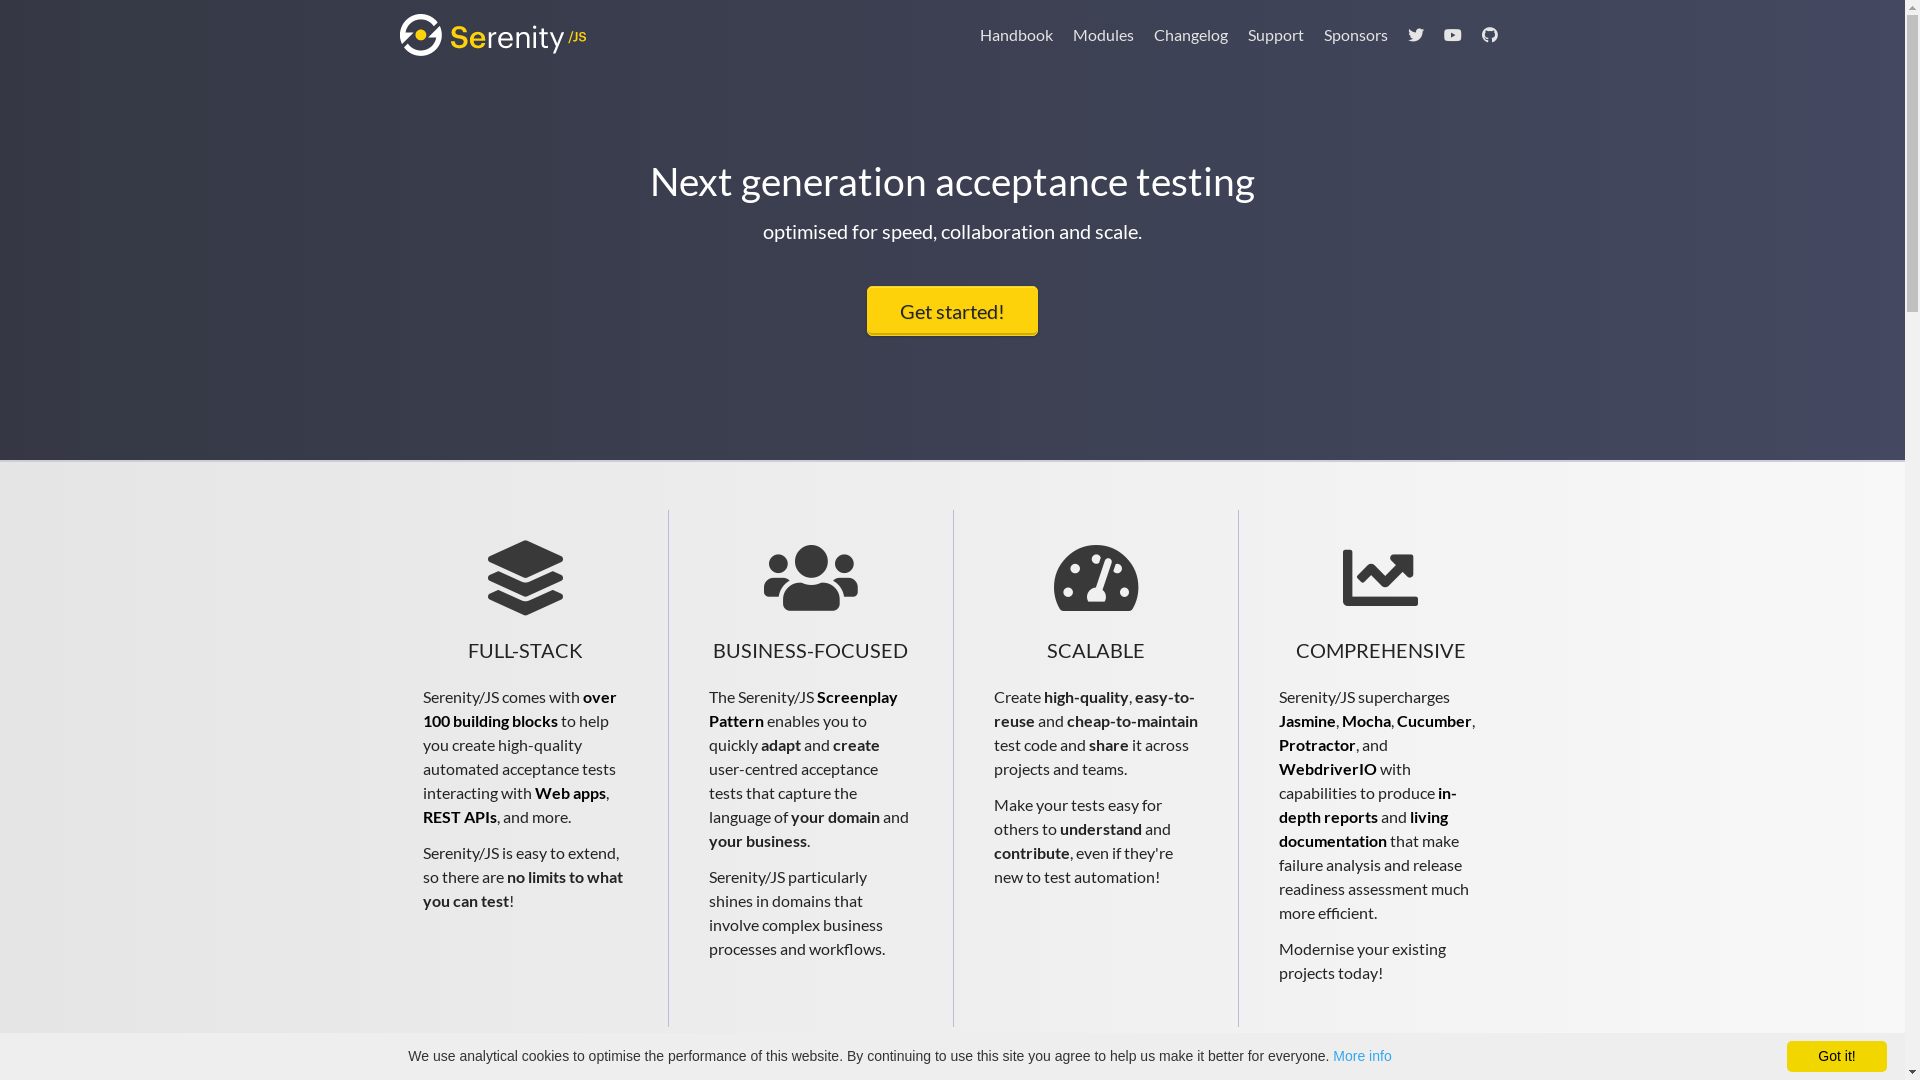 Serenity/JS
Handbook Modules Changelog Support Sponsors
Next generation acceptance testing
optimised for speed, collaboration and scale.
Get started!
FULL-STACK
Serenity/JS comes with over
100 building blocks to help
you create high-quality
automated acceptance tests
interacting with Web apps,
REST APIs, and more.
Serenity/JS is easy to extend,
so there are no limits to what
you can test!
BUSINESS-FOCUSED
The Serenity/JS Screenplay
Pattern enables you to
quickly adapt and create
user-centred acceptance
tests that capture the
language of your domain and
your business.
Serenity/JS particularly
shines in domains that
involve complex business
processes and workflows.
SCALABLE
Create high-quality, easy-to-
reuse and cheap-to-maintain
test code and share it across
projects and teams.
Make your tests easy for
others to understand and
contribute, even if they're
new to test automation!
COMPREHENSIVE
Serenity/JS supercharges
Jasmine, Mocha, Cucumber,
Protractor, and
WebdriverIO with
capabilities to produce in-
depth reports and living
documentation that make
failure analysis and release
readiness assessment much
more efficient.
Modernise your existing
projects today!
We use analytical cookies to optimise the performance of this website. By continuing to use this site you agree to help us make it better for everyone. More info
Got it!